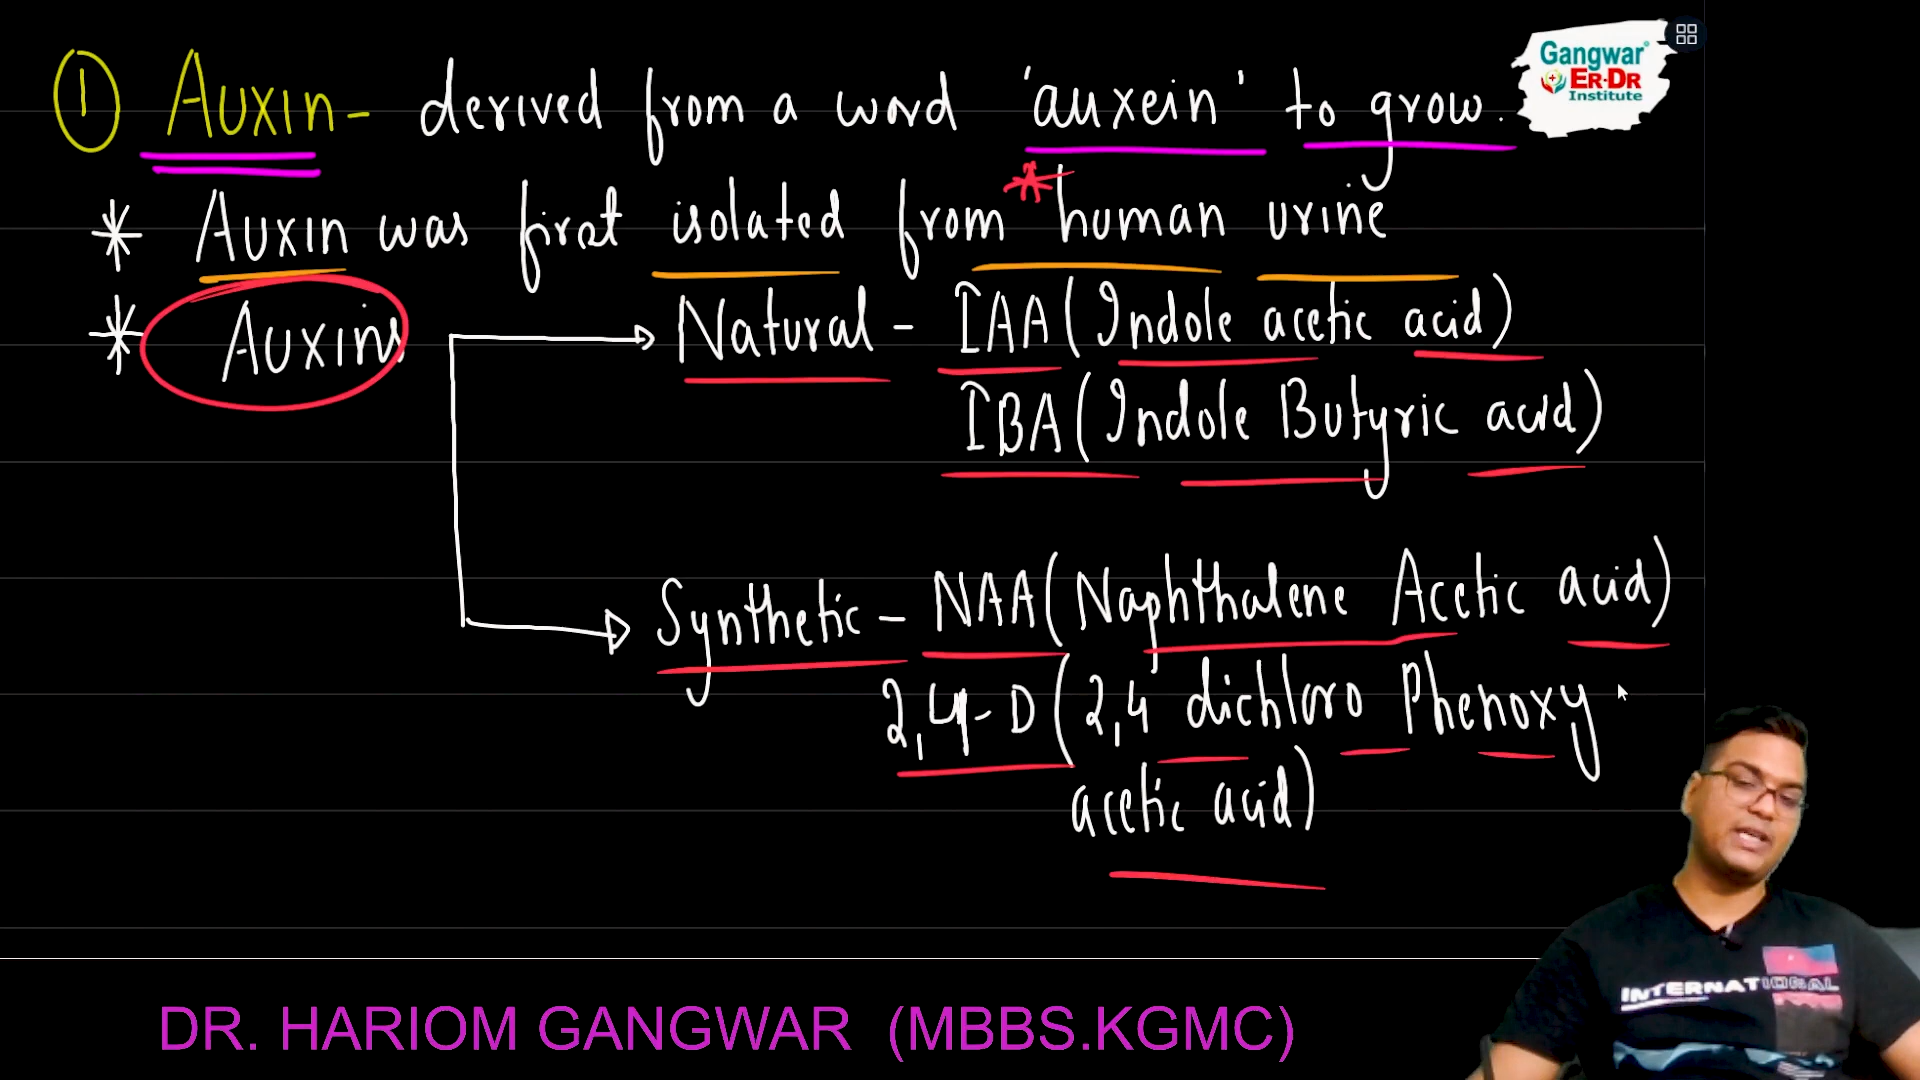 ① Auxin - derived from a word 'auxein' to grow.
Gangwar
ER-DR
Institute
* Auxin was first isolated from *human urine
* Auxins
Natural - IAA (Indole acetic acid)
IBA (Indole Butyric acid)
Synthetic - NAA (Naphthalene Acetic acid)
2,4-D (2,4 dichloro Phenoxy
acetic acid)
INTERNATIONAL
DR. HARIOM GANGWAR (MBBS.KGMC)